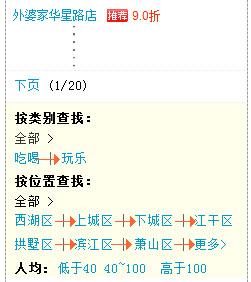 外婆家华星路店 推荐 9.0折
下页 (1/20)
按类别查找：
全部 >
吃喝 玩乐
按位置查找：
全部 >
西湖区 上城区 下城区 江干区
拱墅区 滨江区 萧山区 更多>
人均：低于40 40~100 高于100